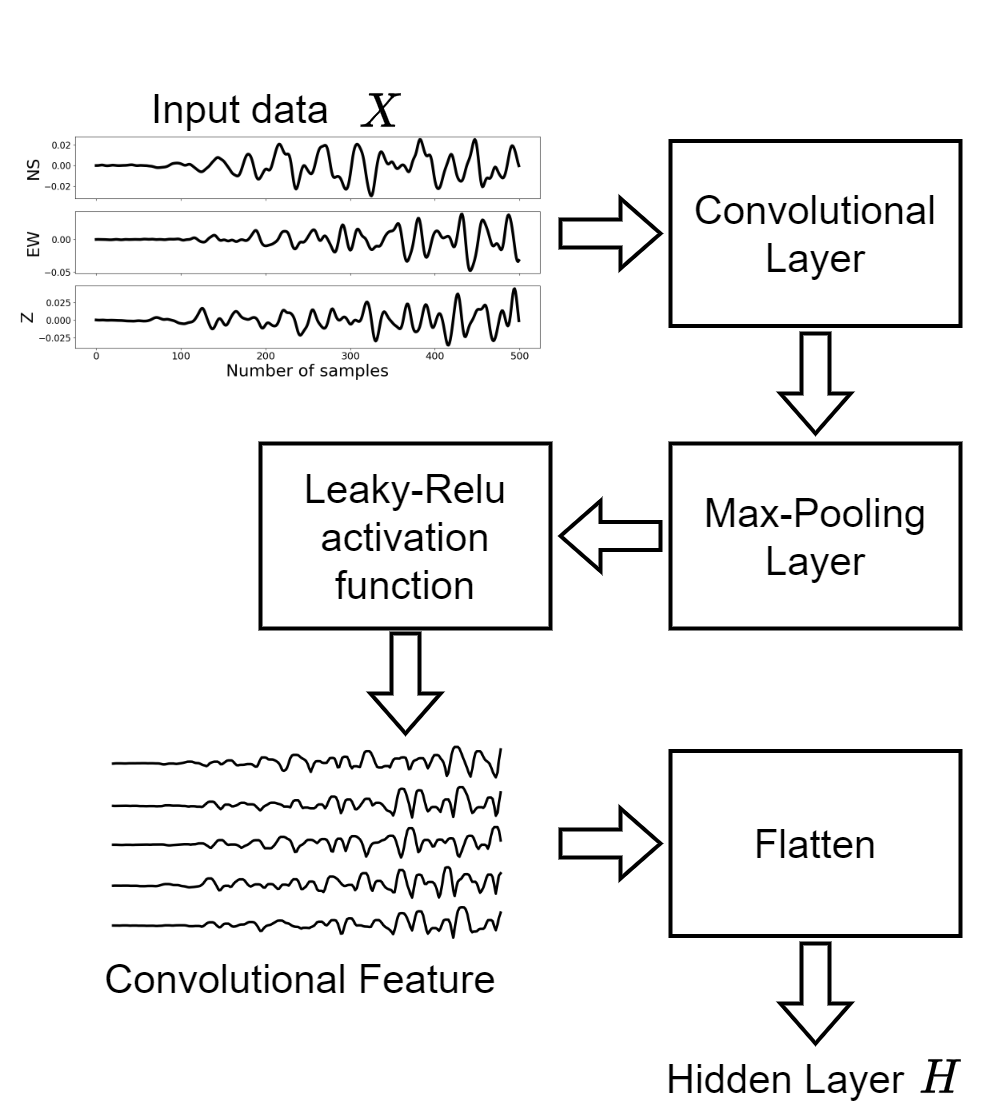 Input data X
NS
0.02
0.00
−0.02
EW
0.00
−0.05
Z
0.025
0.000
−0.025
0 100 200 300 400 500
Number of samples
Convolutional
Layer
Leaky-Relu
activation
function
Max-Pooling
Layer
Convolutional Feature
Flatten
Hidden Layer H